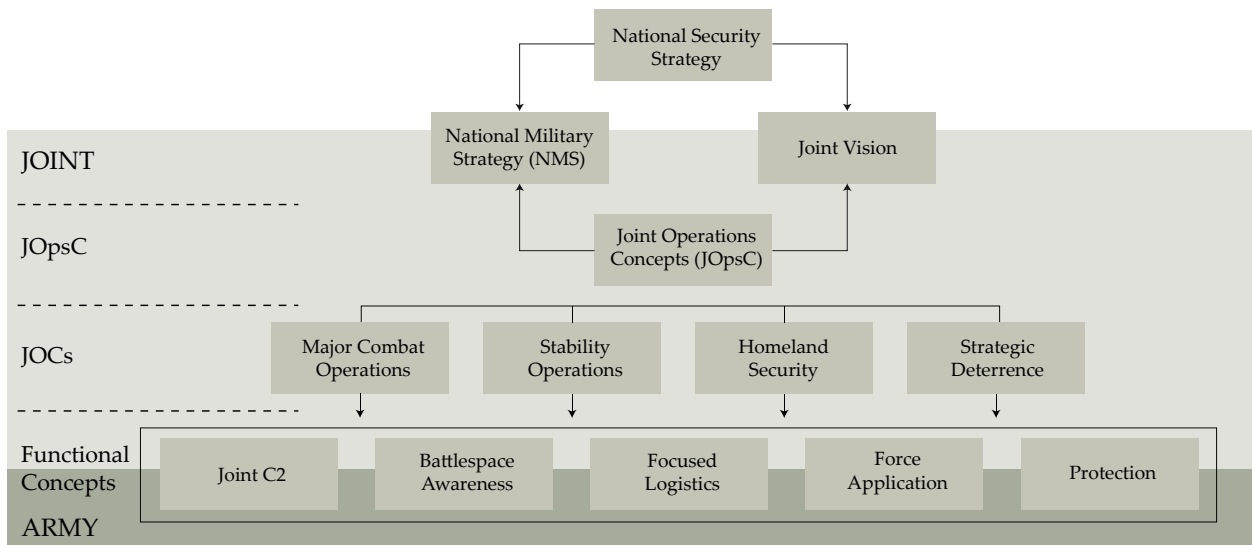 National Security
Strategy
JOINT
National Military
Strategy (NMS)
Joint Vision
JOpsC
Joint Operations
Concepts (JOpsC)
JOCs
Major Combat
Operations
Stability
Operations
Homeland
Security
Strategic
Deterrence
Functional
Concepts
Joint C2
Battlespace
Awareness
Focused
Logistics
Force
Application
Protection
ARMY